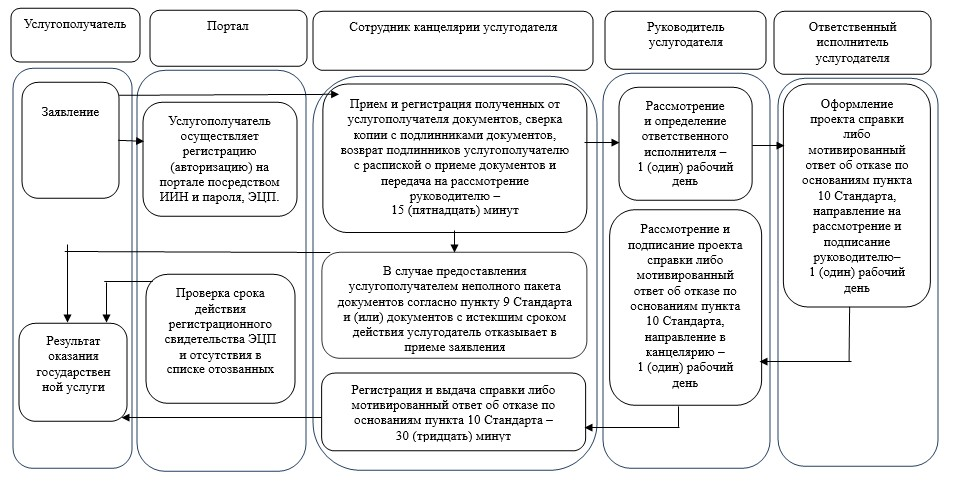 Услугополучатель
Портал
Сотрудник канцелярии услугодателя
Руководитель
услугодателя
Ответственный
исполнитель
услугодателя
Заявление
Услугополучатель
осуществляет
регистрацию
(авторизацию) на
портале посредством
ИИН и пароля, ЭЦП.
Прием и регистрация полученных от
услугополучателя документов, сверка
копии с подлинниками документов,
возврат подлинников услугополучателю
с распиской о приеме документов и
передача на рассмотрение
руководителю –
15 (пятнадцать) минут
Рассмотрение
и определение
ответственного
исполнителя –
1 (один) рабочий
день
Оформление
проекта справки
либо
мотивированный
ответ об отказе по
основаниям пункта
10 Стандарта,
направление на
рассмотрение и
подписание
руководителю–
1 (один) рабочий
день
Рассмотрение и
подписание проекта
справки либо
мотивированный
ответ об отказе по
основаниям пункта
10 Стандарта,
направление в
канцелярию –
1 (один) рабочий
день
В случае предоставления
услугополучателем неполного пакета
документов согласно пункту 9 Стандарта
и (или) документов с истекшим сроком
действия услугодатель отказывает в
приеме заявления
Проверка срока
действия
регистрационного
свидетельства ЭЦП
и отсутствия в
списке отозванных
Результат
оказания
государствен
ной услуги
Регистрация и выдача справки либо
мотивированный ответ об отказе по
основаниям пункта 10 Стандарта –
30 (тридцать) минут